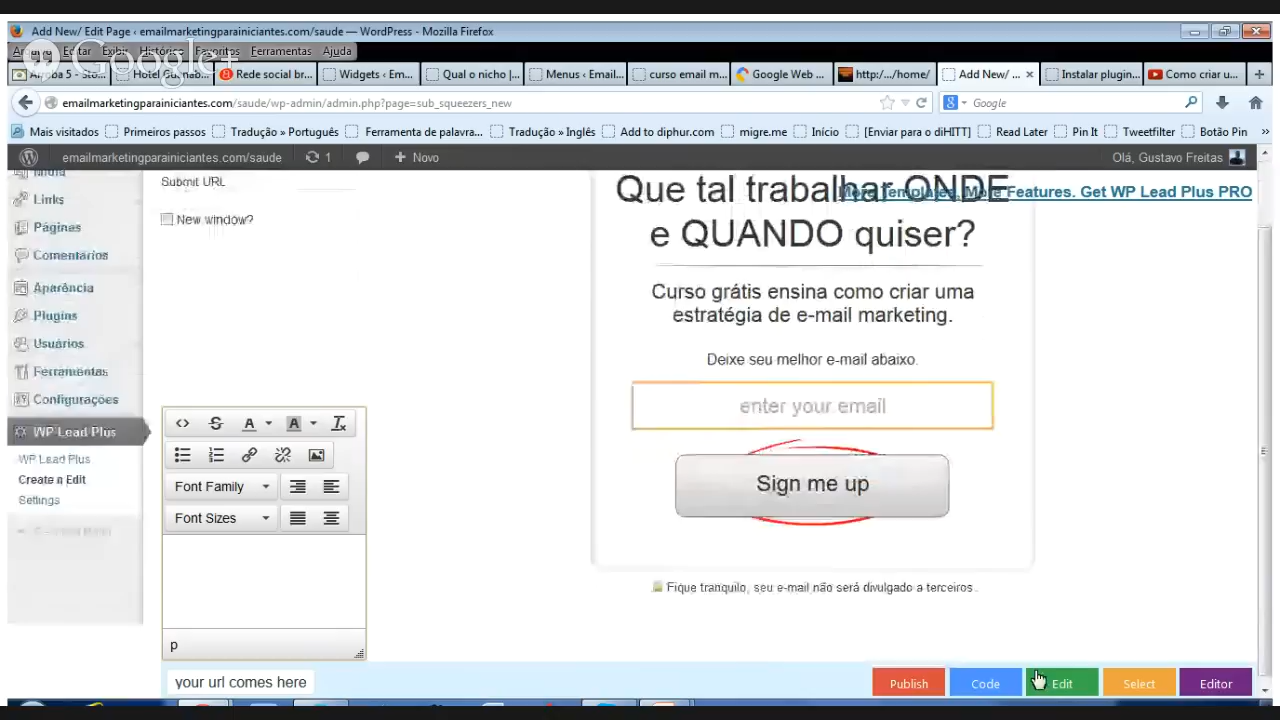 Add New/ Edit Page ‹ emailmarketingparainiciantes.com/saude — WordPress - Mozilla Firefox
Editar Exibir Histórico Favoritos Ferramentas Ajuda
Google+
Hotel Guanab... Rede social br... Widgets ‹ Em... Qual o nicho |... Menus ‹ Email... curso email m... Google Web ... http:/.../home/ Add New/ ... × Instalar plugin... Como criar u... +
emailmarketingparainiciantes.com/saude/wp-admin/admin.php?page=sub_squeezers_new
Google
Mais visitados Primeiros passos Tradução » Português Ferramenta de palavra... Tradução » Inglês Add to diphur.com migre.me Início [Enviar para o diHITT] Read Later Pin It Tweetfilter Botão Pin »
emailmarketingparainiciantes.com/saude 1 + Novo Olá, Gustavo Freitas
More Templates, More Features. Get WP Lead Plus PRO
Mídia
Links
Páginas
Comentários
Aparência
Plugins
Usuários
Ferramentas
Configurações
WP Lead Plus
WP Lead Plus
Create n Edit
Settings
Submit URL
New window?
Font Family
Font Sizes
p
Que tal trabalhar ONDE
e QUANDO quiser?
Curso grátis ensina como criar uma
estratégia de e-mail marketing.
Deixe seu melhor e-mail abaixo.
enter your email
Sign me up
Fique tranquilo, seu e-mail não será divulgado a terceiros.
your url comes here
Publish Code Edit Select Editor